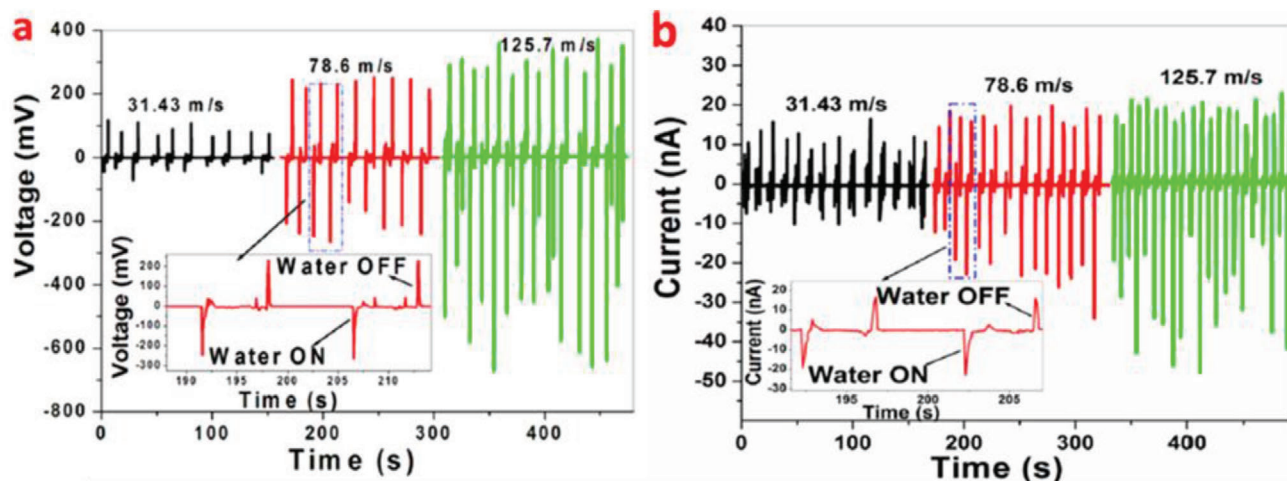 a
Voltage (mV)
400
200
0
-200
-400
-600
-800
31.43 m/s
78.6 m/s
125.7 m/s
Voltage (mV)
200
100
0
-100
-200
-300
Water OFF
Water ON
190 195 200 205 210
Time (s)
0 100 200 300 400
Time (s)
b
Current (nA)
40
30
20
10
0
-10
-20
-30
-40
-50
31.43 m/s
78.6 m/s
125.7 m/s
Current (nA)
20
10
0
-10
-20
-30
Water OFF
Water ON
195 200 205
Time (s)
0 100 200 300 400
Time (s)